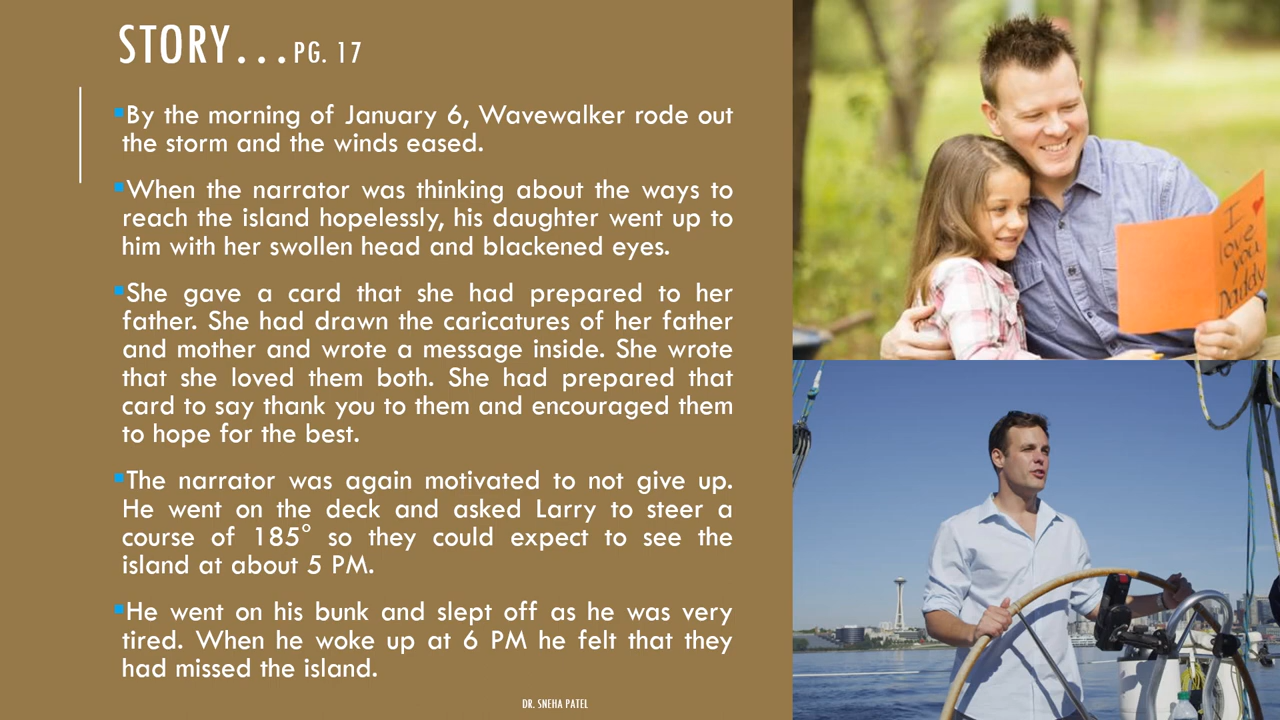 STORY...PG. 17
▪By the morning of January 6, Wavewalker rode out
the storm and the winds eased.
▪When the narrator was thinking about the ways to
reach the island hopelessly, his daughter went up to
him with her swollen head and blackened eyes.
▪She gave a card that she had prepared to her
father. She had drawn the caricatures of her father
and mother and wrote a message inside. She wrote
that she loved them both. She had prepared that
card to say thank you to them and encouraged them
to hope for the best.
▪The narrator was again motivated to not give up.
He went on the deck and asked Larry to steer a
course of 185° so they could expect to see the
island at about 5 PM.
▪He went on his bunk and slept off as he was very
tired. When he woke up at 6 PM he felt that they
had missed the island.
DR. SNEHA PATEL
I
love
you
Daddy